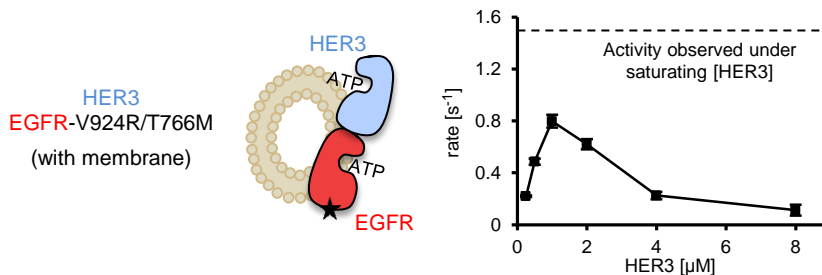 HER3
EGFR-V924R/T766M
(with membrane)
HER3
ATP
ATP
EGFR
rate [s⁻¹]
1.6
1.2
0.8
0.4
0
Activity observed under
saturating [HER3]
0 2 4 6 8
HER3 [µM]